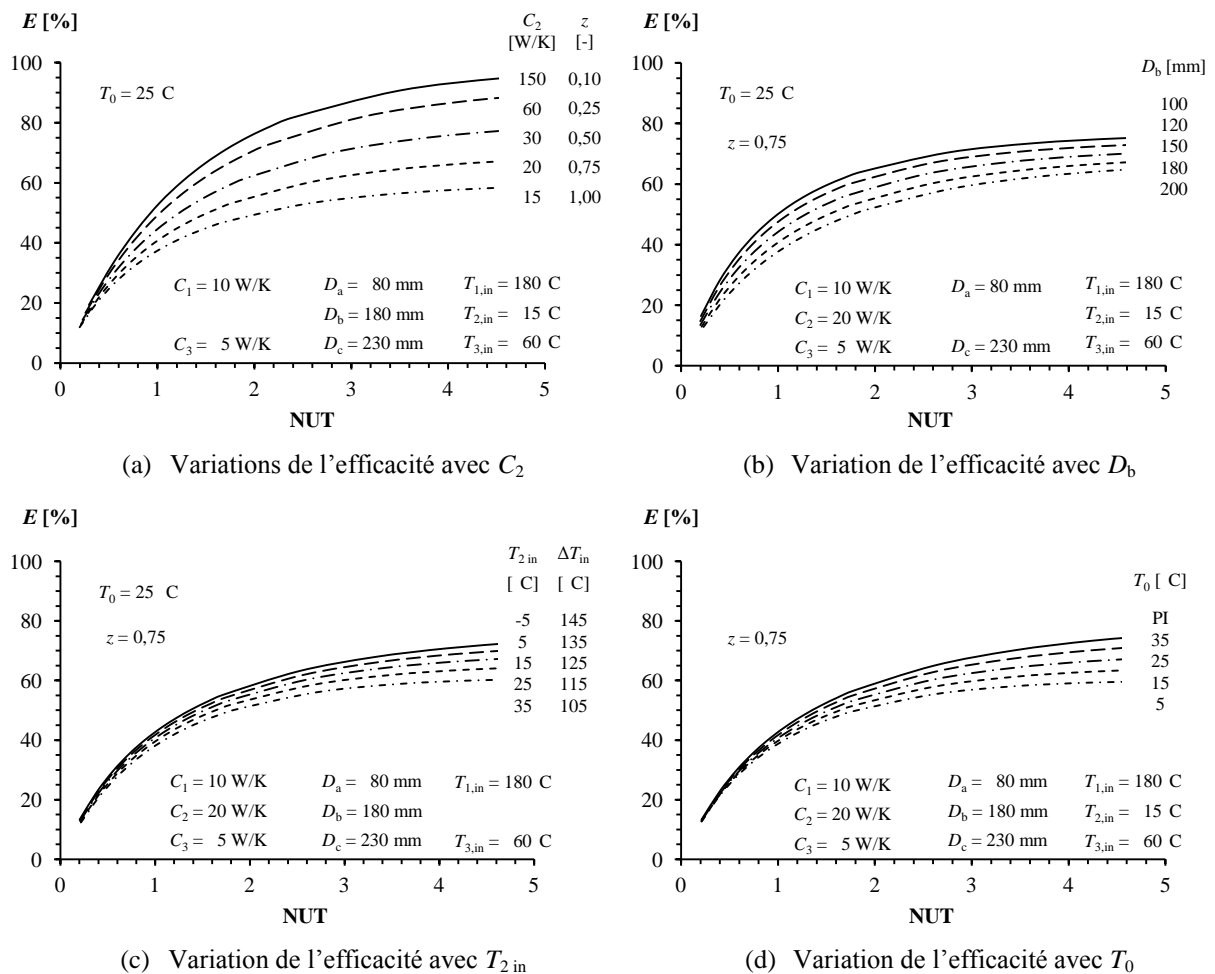 E [%]
C2 z
[W/K] [-]
100
150 0,10
T0 = 25 C
60 0,25
80
30 0,50
20 0,75
60
15 1,00
40
C1 = 10 W/K Da = 80 mm T1,in = 180 C
20
Db = 180 mm T2,in = 15 C
C3 = 5 W/K Dc = 230 mm T3,in = 60 C
0
0 1 2 3 4 5
NUT
(a) Variations de l’efficacité avec C2
E [%]
Db [mm]
100
T0 = 25 C
100
80
120
z = 0,75
150
180
60
200
40
C1 = 10 W/K Da = 80 mm T1,in = 180 C
20
C2 = 20 W/K T2,in = 15 C
C3 = 5 W/K Dc = 230 mm T3,in = 60 C
0
0 1 2 3 4 5
NUT
(b) Variation de l’efficacité avec Db
E [%]
T2 in ΔTin
[ C] [ C]
100
T0 = 25 C
-5 145
80
z = 0,75
5 135
15 125
25 115
60
35 105
40
C1 = 10 W/K Da = 80 mm T1,in = 180 C
20
C2 = 20 W/K Db = 180 mm
C3 = 5 W/K Dc = 230 mm T3,in = 60 C
0
0 1 2 3 4 5
NUT
(c) Variation de l’efficacité avec T2 in
E [%]
100
T0 [ C]
PI
80
z = 0,75
35
25
15
60
5
40
C1 = 10 W/K Da = 80 mm T1,in = 180 C
20
C2 = 20 W/K Db = 180 mm T2,in = 15 C
C3 = 5 W/K Dc = 230 mm T3,in = 60 C
0
0 1 2 3 4 5
NUT
(d) Variation de l’efficacité avec T0